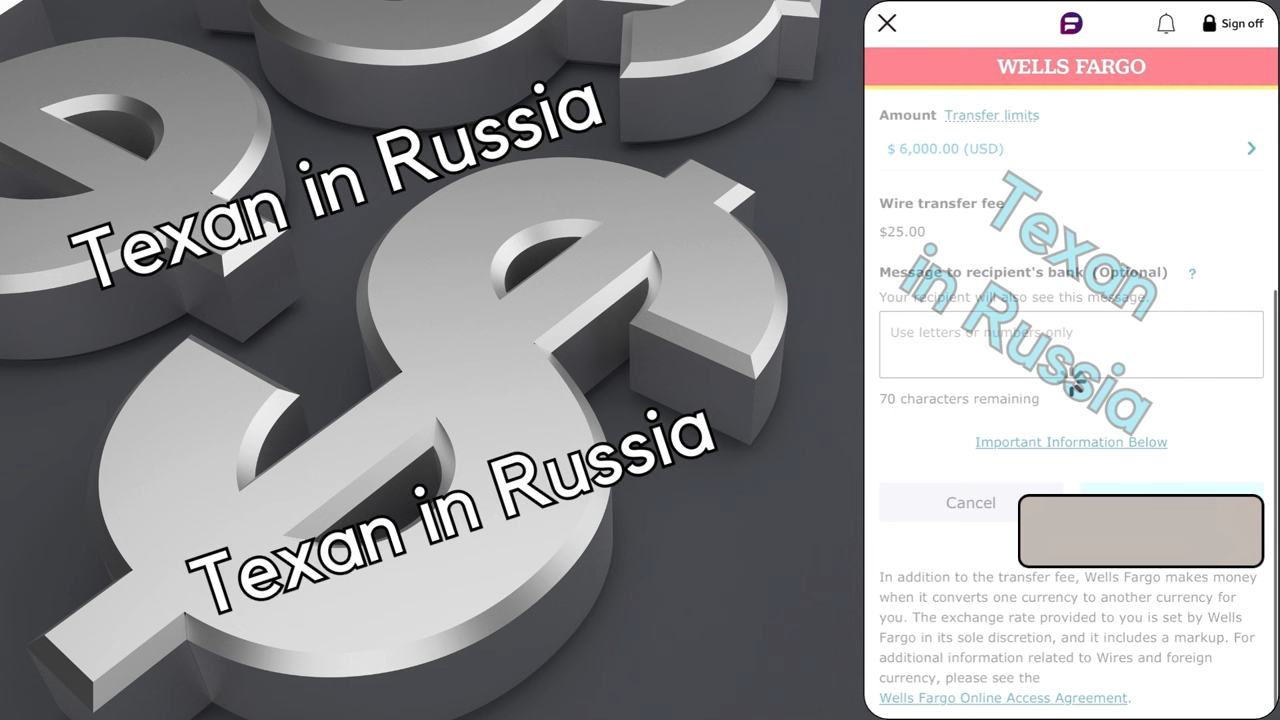 Texan in Russia
Texan in Russia
Sign off
WELLS FARGO
Amount Transfer limits
$ 6,000.00 (USD)
Wire transfer fee
$25.00
Message to recipient's bank (Optional) ?
Your recipient will also see this message.
Use letters or numbers only
Texan
in Russia
70 characters remaining
Important Information Below
Cancel
In addition to the transfer fee, Wells Fargo makes money
when it converts one currency to another currency for
you. The exchange rate provided to you is set by Wells
Fargo in its sole discretion, and it includes a markup. For
additional information related to Wires and foreign
currency, please see the
Wells Fargo Online Access Agreement.